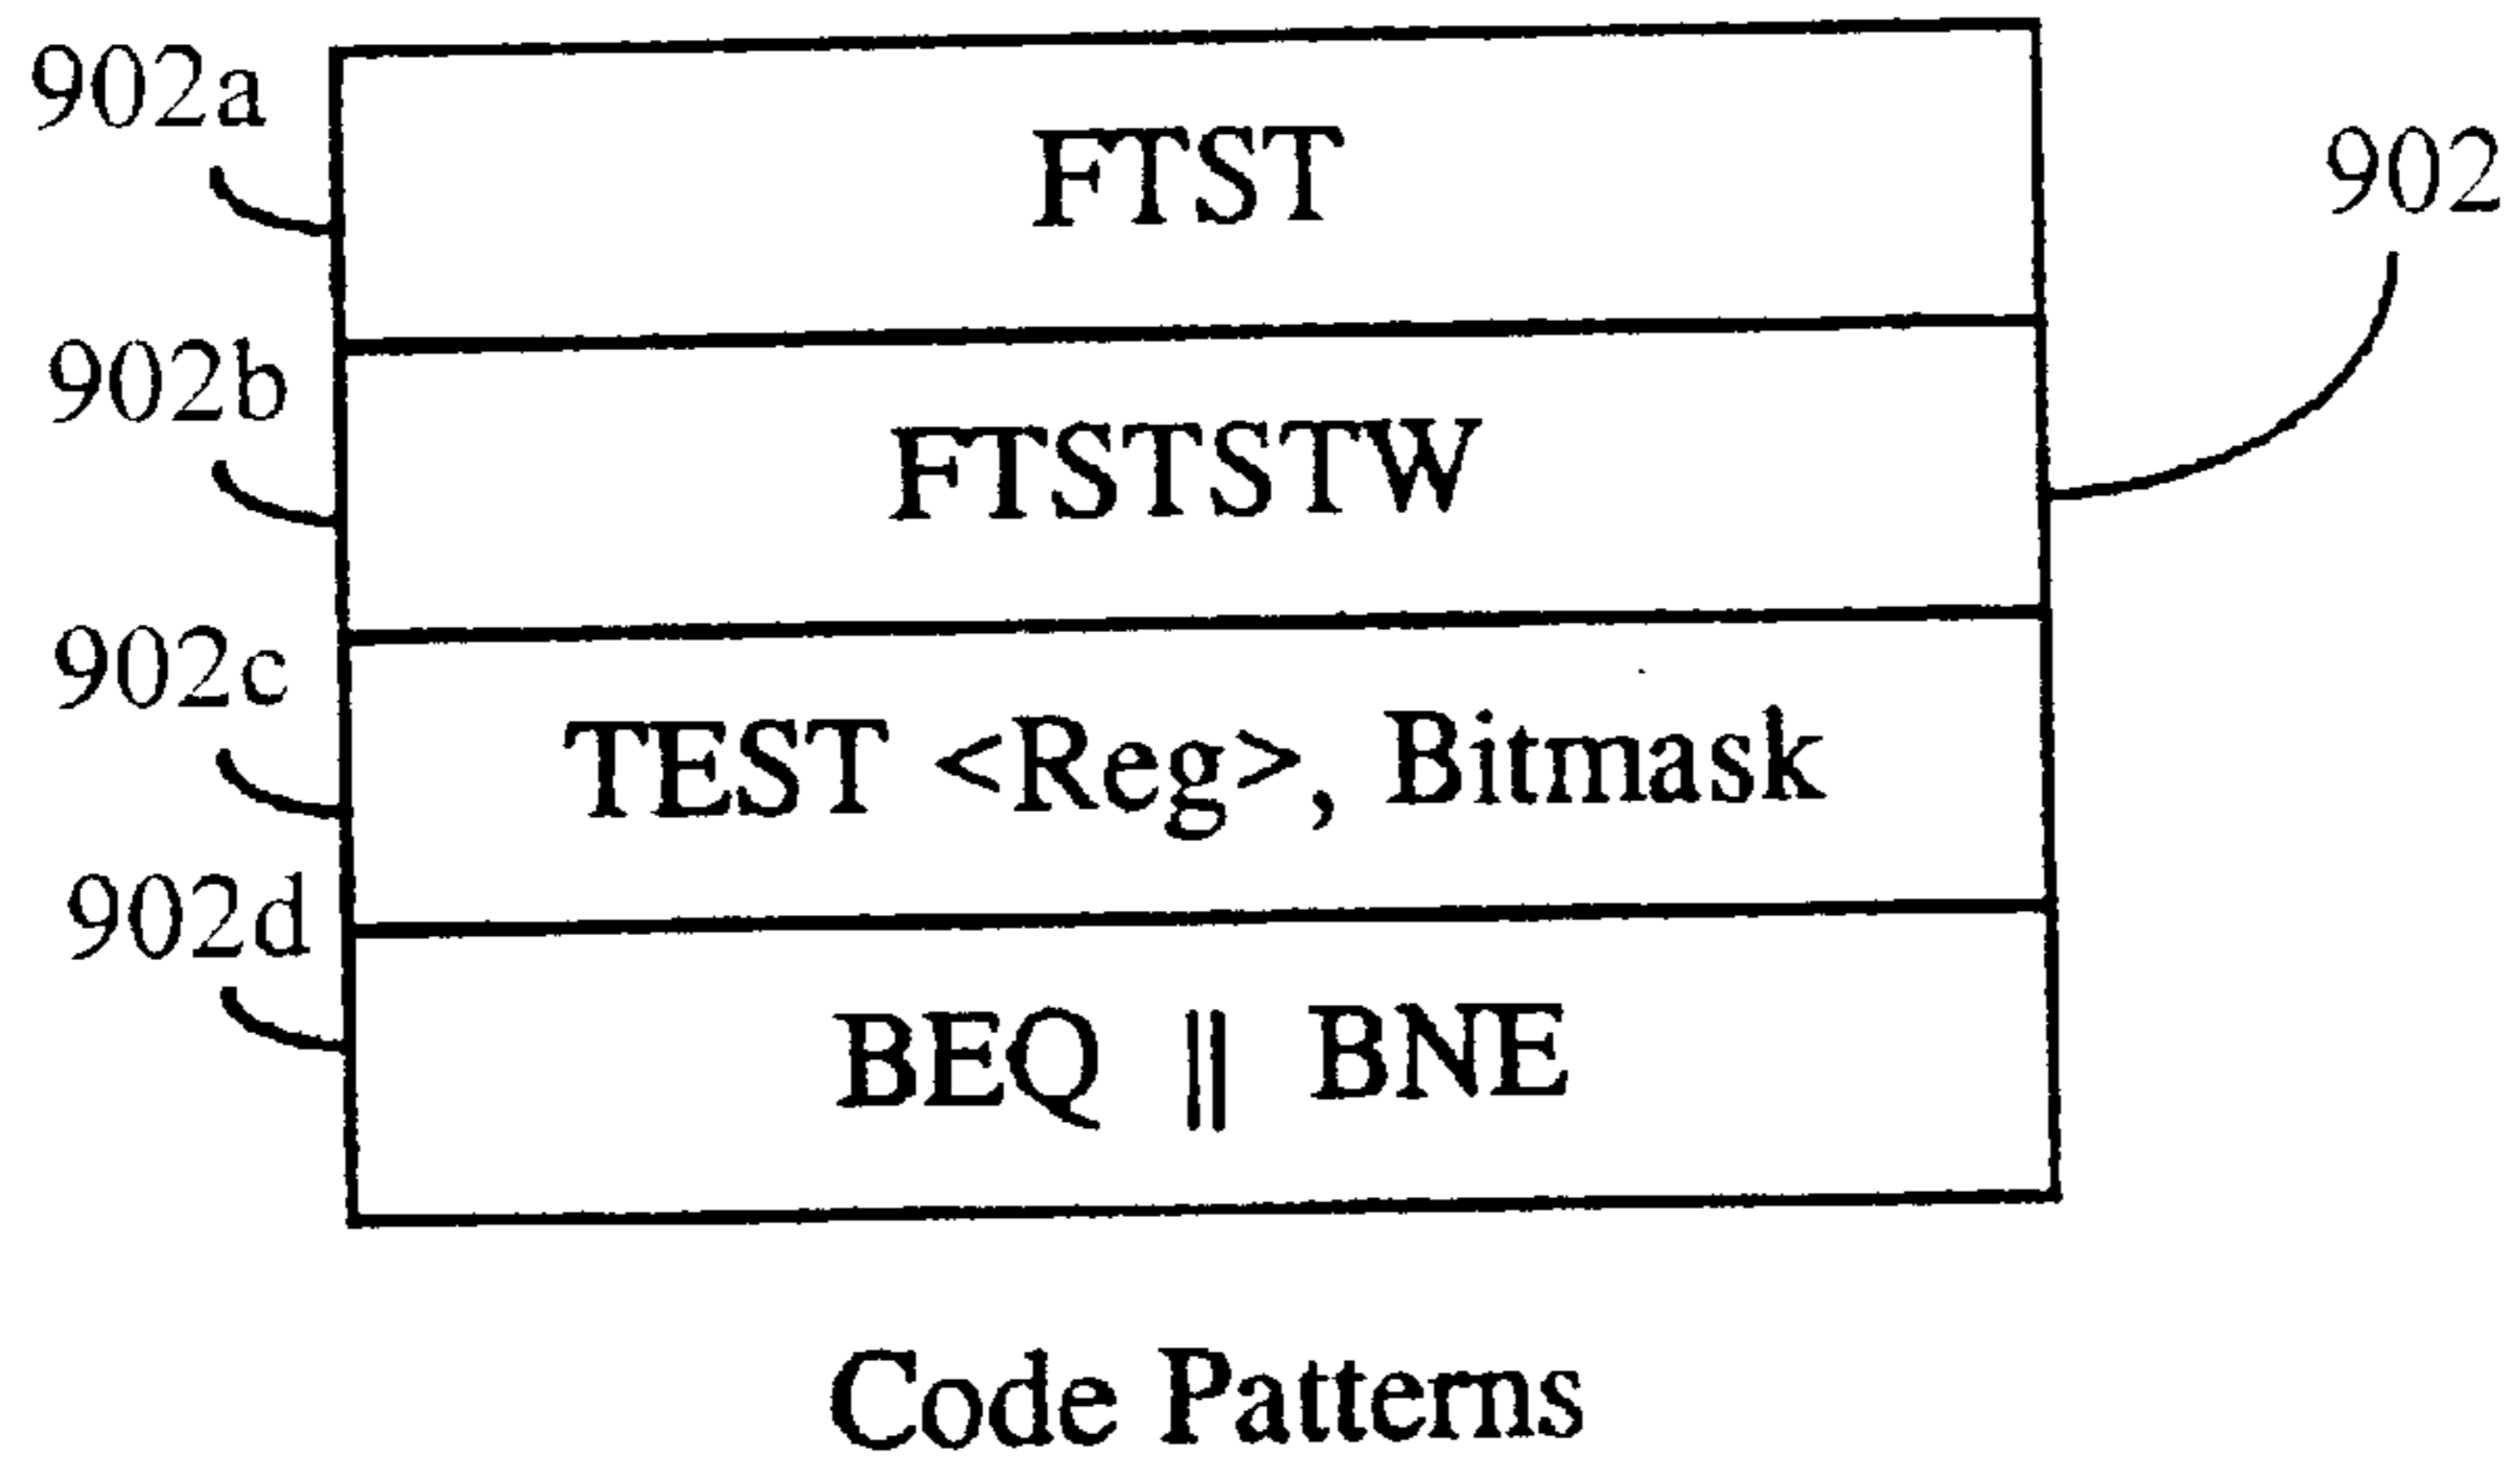 902a
FTST
902
902b
FTSTSTW
902c
TEST <Reg>, Bitmask
902d
BEQ || BNE
Code Patterns